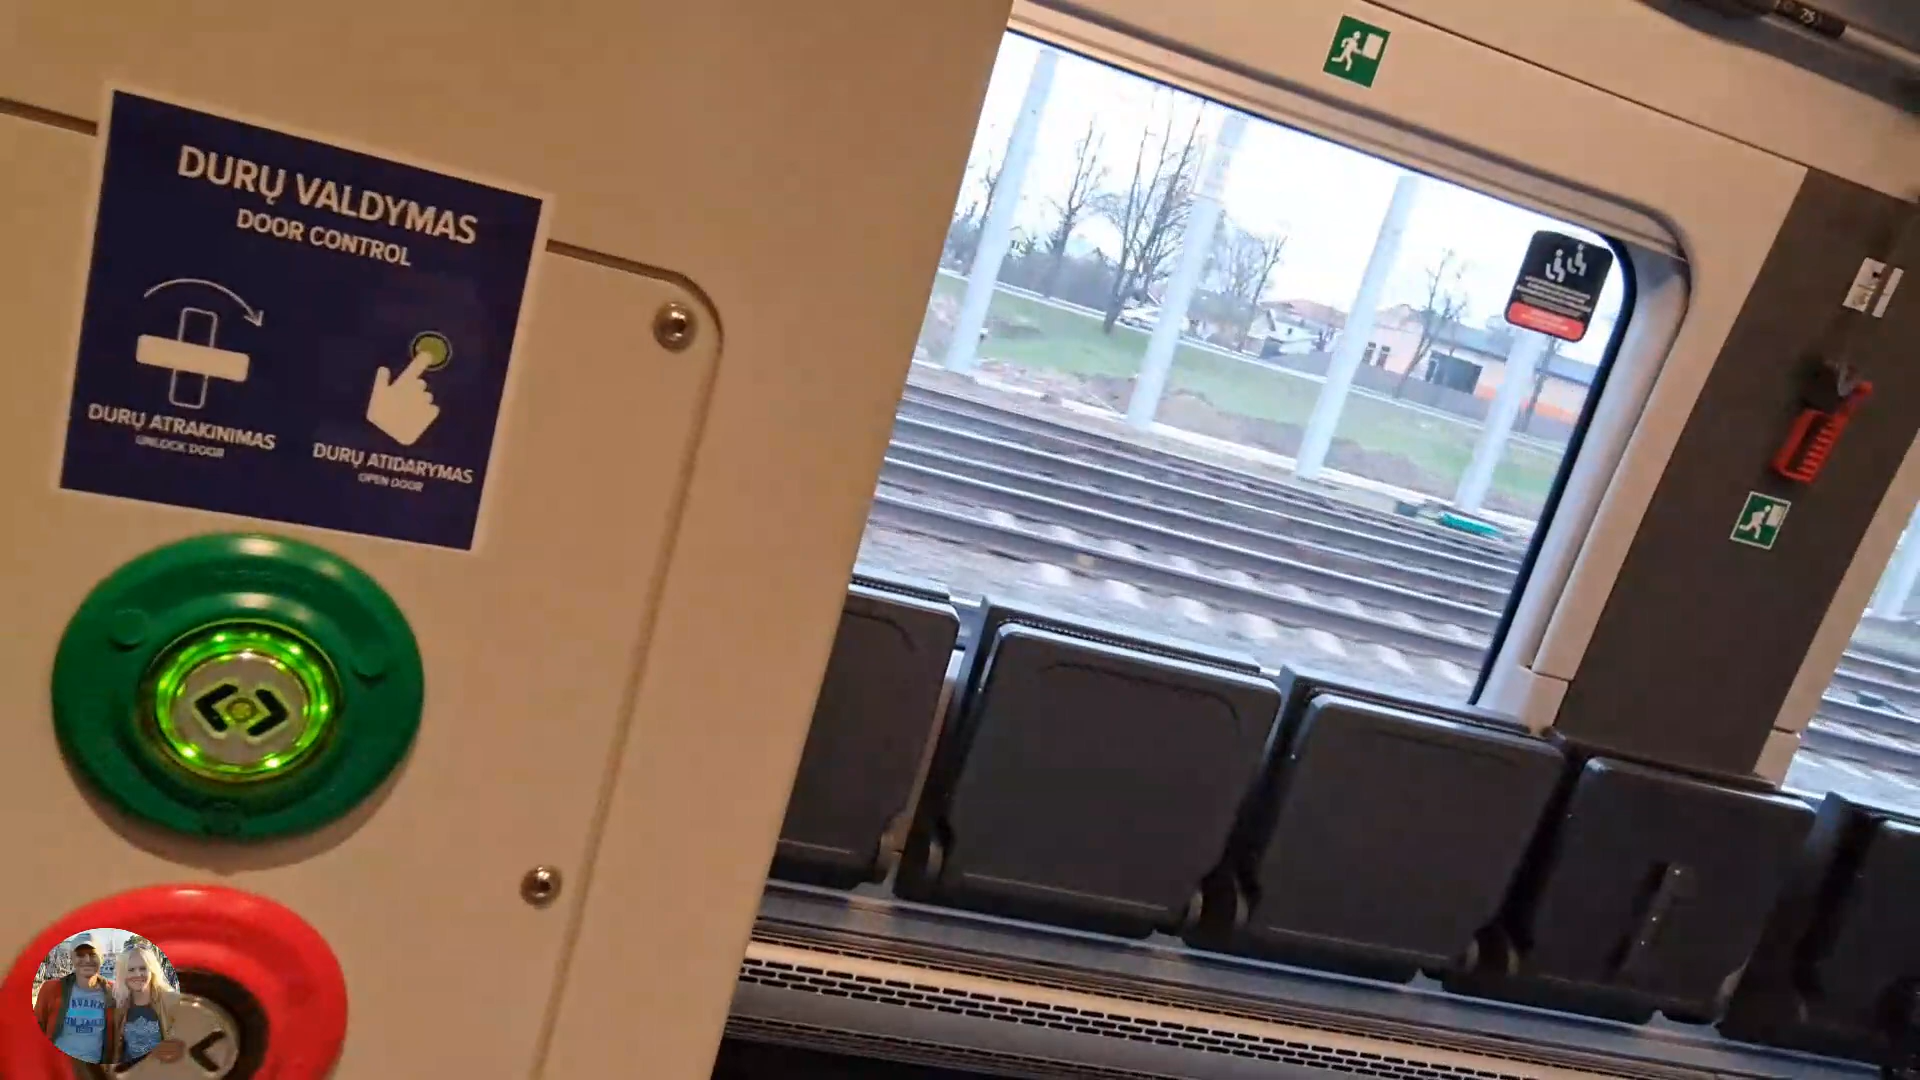 DURŲ VALDYMAS
DOOR CONTROL
DURŲ ATRAKINIMAS
UNLOCK DOOR
DURŲ ATIDARYMAS
OPEN DOOR